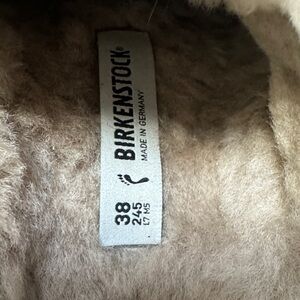 BIRKENSTOCK®
MADE IN GERMANY
38
245
L7 M5